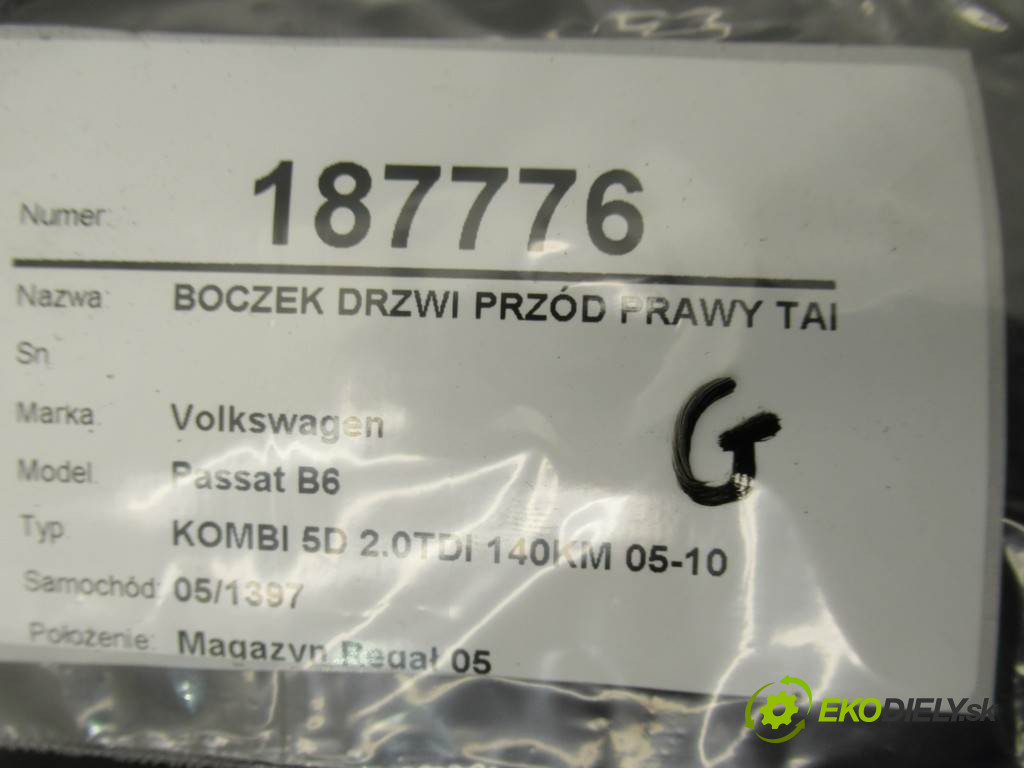 Numer: 187776
Nazwa: BOCZEK DRZWI PRZÓD PRAWY TAI
Sn
Marka: Volkswagen
G
Model. Passat B6
Typ KOMBI 5D 2.0TDI 140KM 05-10
Samochód: 05/1397
Położenie: Magazyn Regał 05
EKODIELY.sk